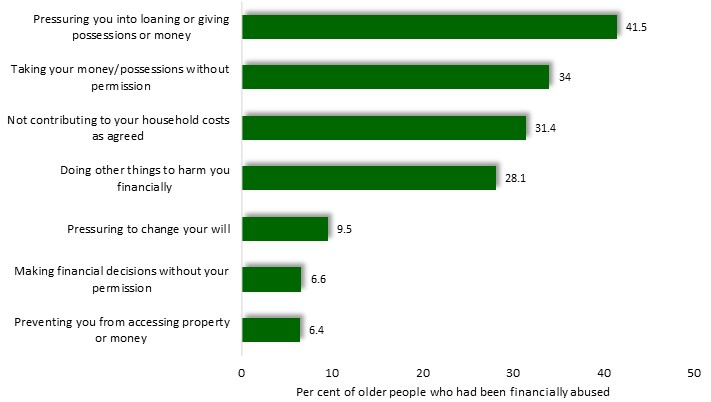 Pressuring you into loaning or giving
possessions or money
41.5
Taking your money/possessions without
permission
34
Not contributing to your household costs
as agreed
31.4
Doing other things to harm you
financially
28.1
Pressuring to change your will
9.5
Making financial decisions without your
permission
6.6
Preventing you from accessing property
or money
6.4
0 10 20 30 40 50
Per cent of older people who had been financially abused